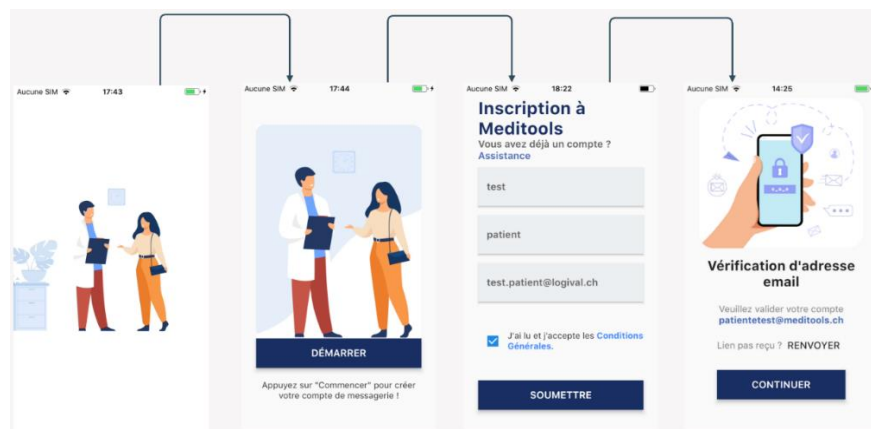 Aucune SIM 17:43
Aucune SIM 17:44
DÉMARRER
Appuyez sur "Commencer" pour créer
votre compte de messagerie !
Aucune SIM 18:22
Inscription à
Meditools
Vous avez déjà un compte ?
Assistance
test
patient
test.patient@logival.ch
J'ai lu et j'accepte les Conditions
Générales.
SOUMETTRE
Aucune SIM 14:25
Vérification d'adresse
email
Veuillez valider votre compte
patientetest@meditools.ch
Lien pas reçu ? RENVOYER
CONTINUER